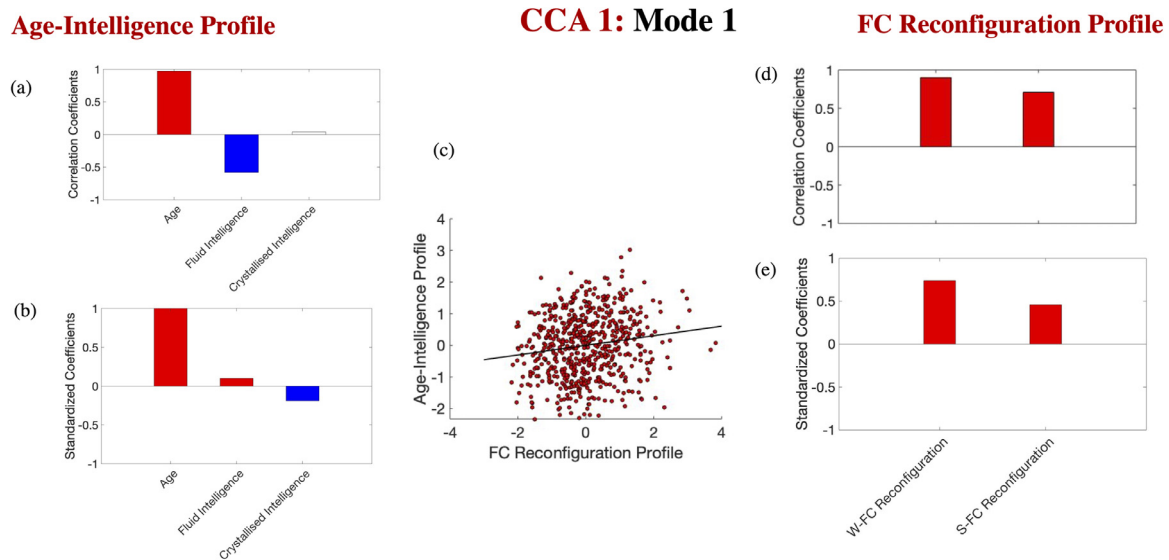 CCA 1: Mode 1
Age-Intelligence Profile
FC Reconfiguration Profile
(a)
Correlation Coefficients
1
0.5
0
-0.5
-1
Age
Fluid Intelligence
Crystallised Intelligence
(b)
Standardized Coefficients
1
0.5
0
-0.5
-1
Age
Fluid Intelligence
Crystallised Intelligence
(c)
Age-Intelligence Profile
4
3
2
1
0
-1
-2
-4
-2
0
2
4
FC Reconfiguration Profile
(d)
Correlation Coefficients
1
0.5
0
-0.5
-1
(e)
Standardized Coefficients
1
0.5
0
-0.5
-1
W-FC Reconfiguration
S-FC Reconfiguration